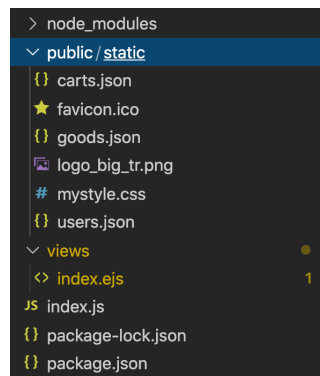 node_modules
public/static
{} carts.json
favicon.ico
{} goods.json
logo_big_tr.png
# mystyle.css
{} users.json
views
<> index.ejs 1
JS index.js
{} package-lock.json
{} package.json